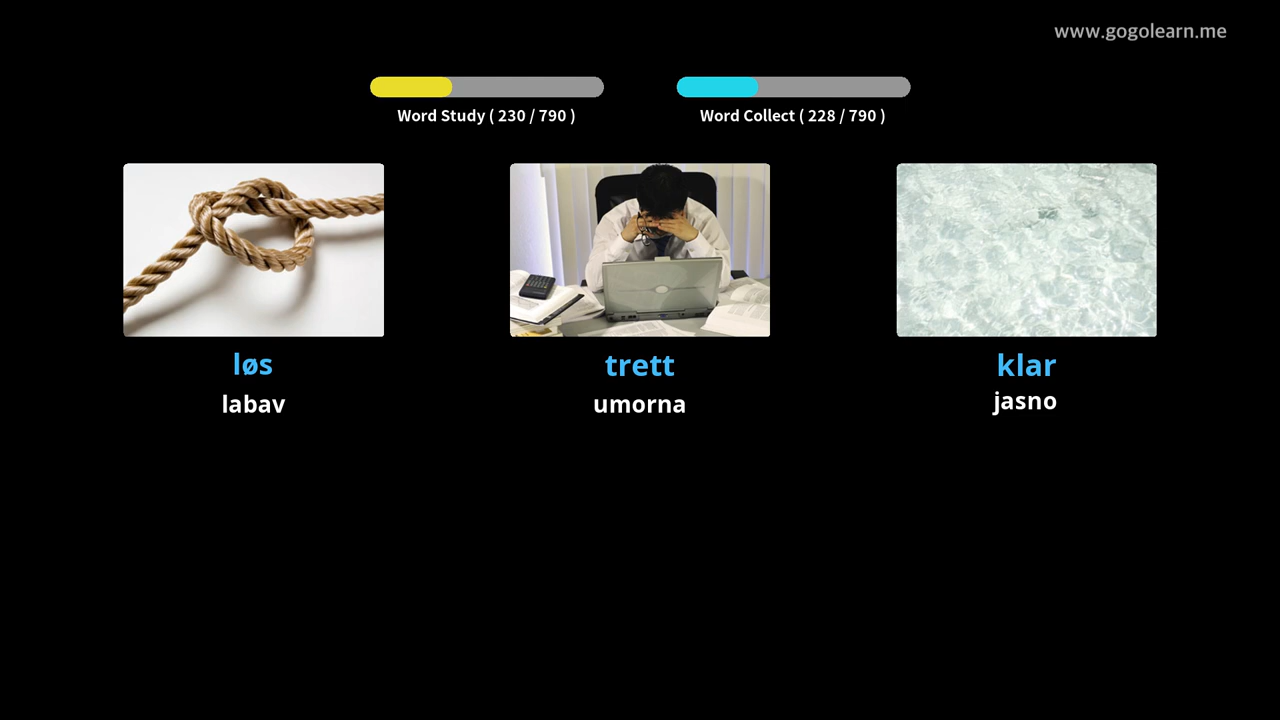 www.gogolearn.me
Word Study ( 230 / 790 )
Word Collect ( 228 / 790 )
løs
labav
trett
umorna
klar
jasno